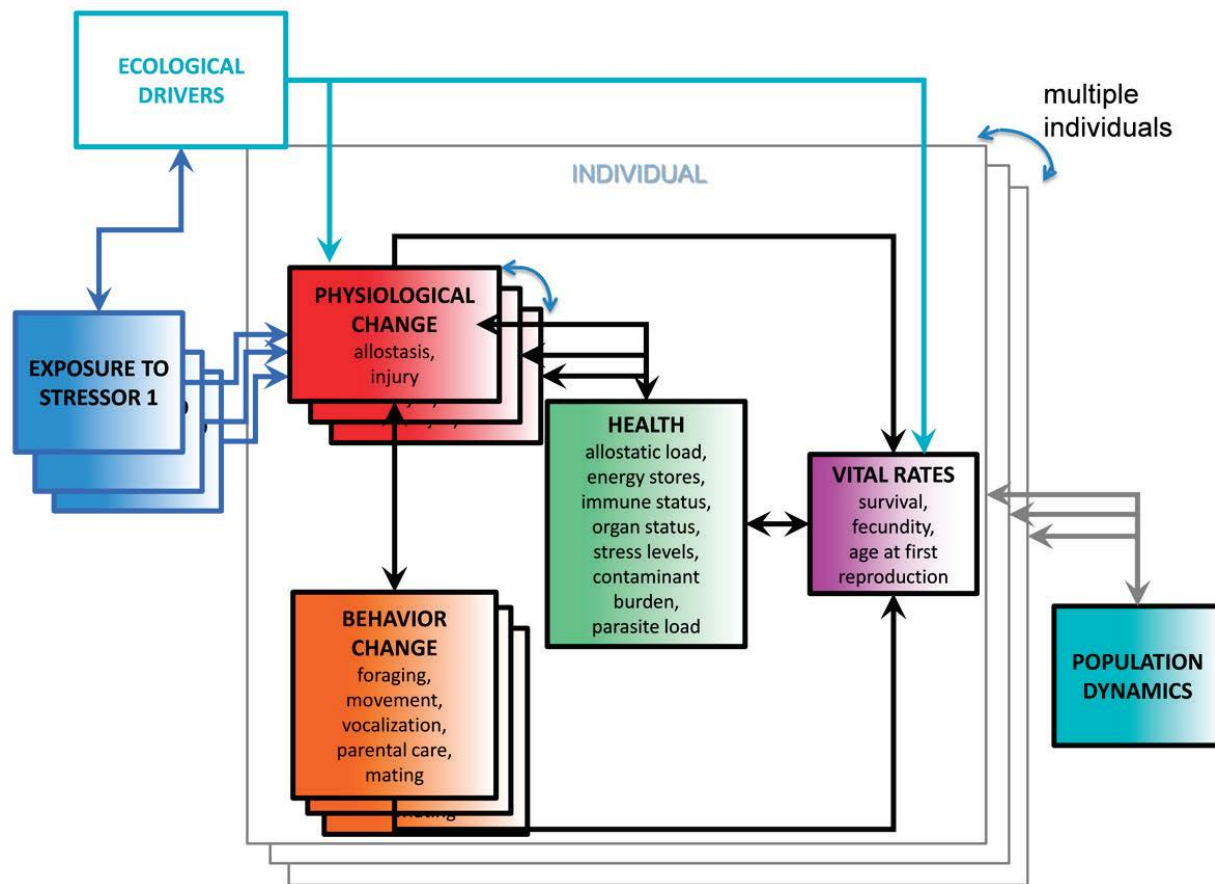 ECOLOGICAL
DRIVERS
multiple
individuals
INDIVIDUAL
PHYSIOLOGICAL
CHANGE
allostasis,
injury
EXPOSURE TO
STRESSOR 1
HEALTH
allostatic load,
energy stores,
immune status,
organ status,
stress levels,
contaminant
burden,
parasite load
VITAL RATES
survival,
fecundity,
age at first
reproduction
BEHAVIOR
CHANGE
foraging,
movement,
vocalization,
parental care,
mating
POPULATION
DYNAMICS